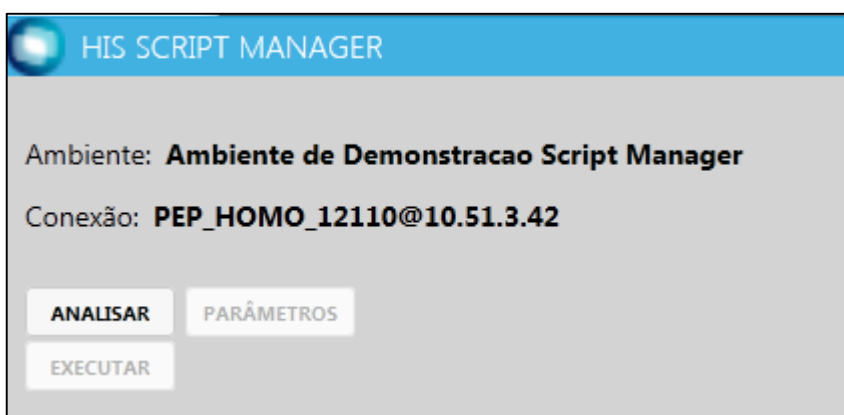 HIS SCRIPT MANAGER
Ambiente: Ambiente de Demonstracao Script Manager
Conexão: PEP_HOMO_12110@10.51.3.42
ANALISAR PARÂMETROS
EXECUTAR